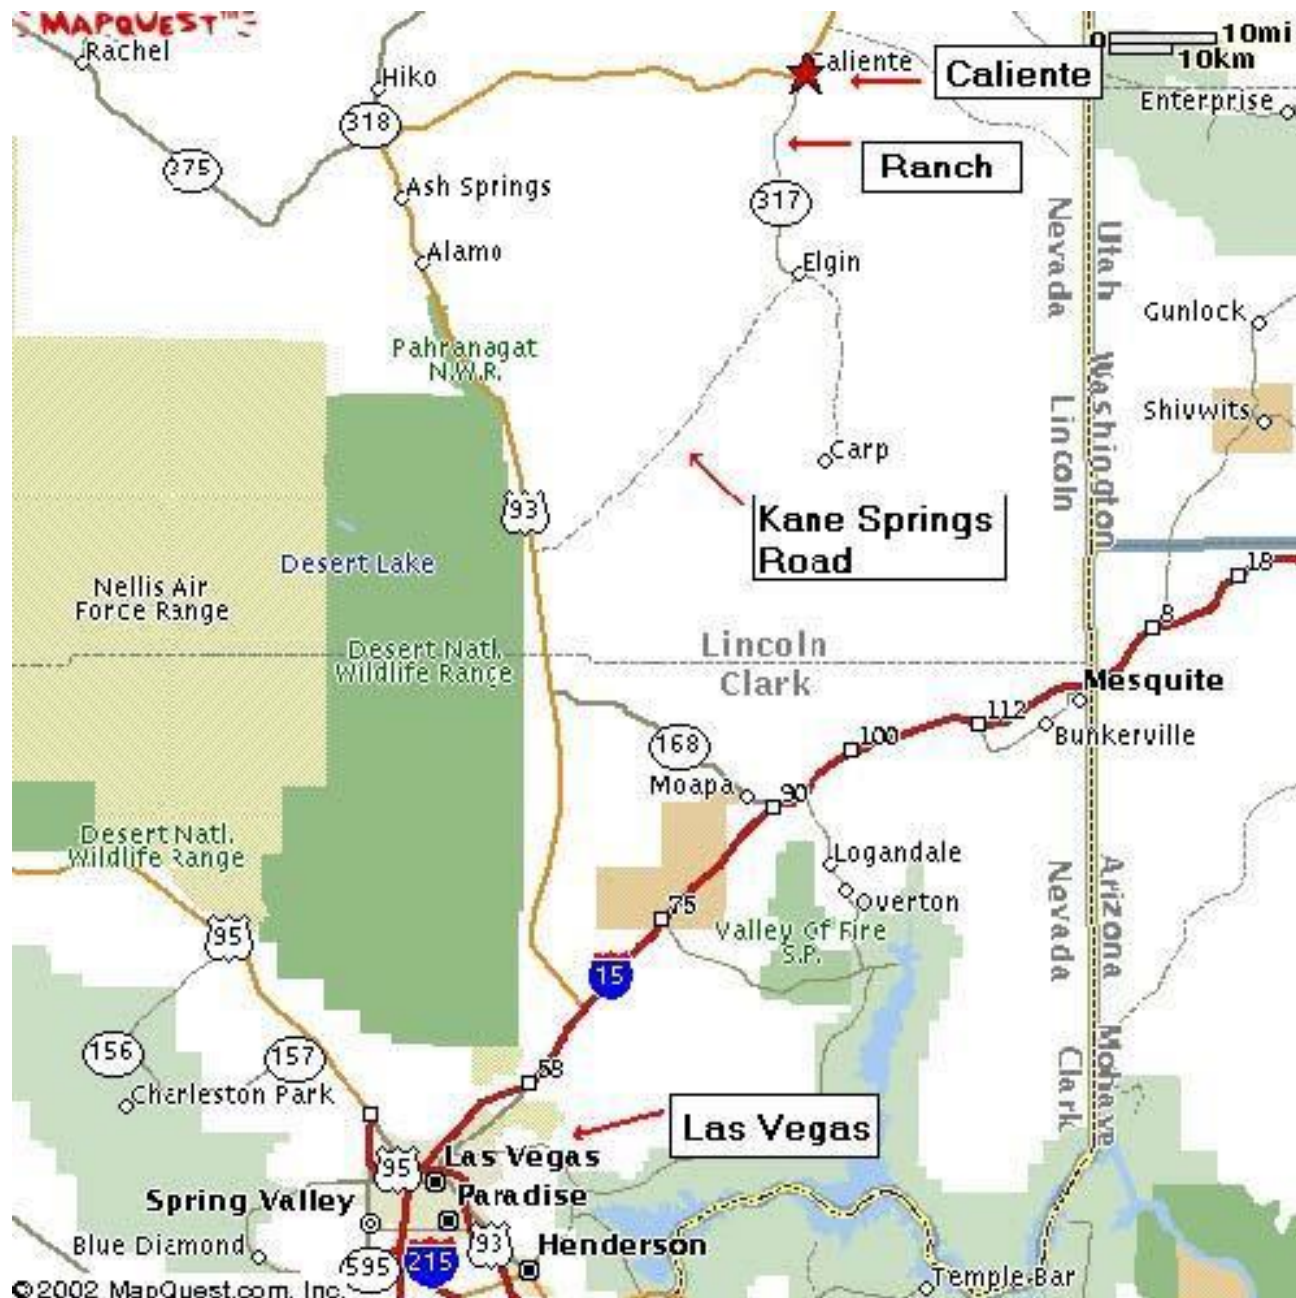 MAPQUEST™
Rachel
Hiko
Caliente
Caliente
0 10mi
10km
Enterprise
318
375
Ranch
Ash Springs
317
Alamo
Elgin
Nevada
Utah
Gunlock
Pahranagat
N.W.R.
Lincoln
Washington
Shivwits
Carp
93
Kane Springs
Road
Desert Lake
18
Nellis Air
Force Range
8
Desert Natl.
Wildlife Range
Lincoln
Clark
Mesquite
112
100
Bunkerville
168
Moapa
90
Desert Natl.
Wildlife Range
Logandale
Overton
75
Valley Of Fire
S.P.
Nevada
Arizona
95
15
156
157
58
Charleston Park
Clark
Mohave
Las Vegas
95
Las Vegas
Spring Valley
Paradise
Blue Diamond
93
Henderson
595
215
Temple Bar
©2002 MapQuest.com, Inc.